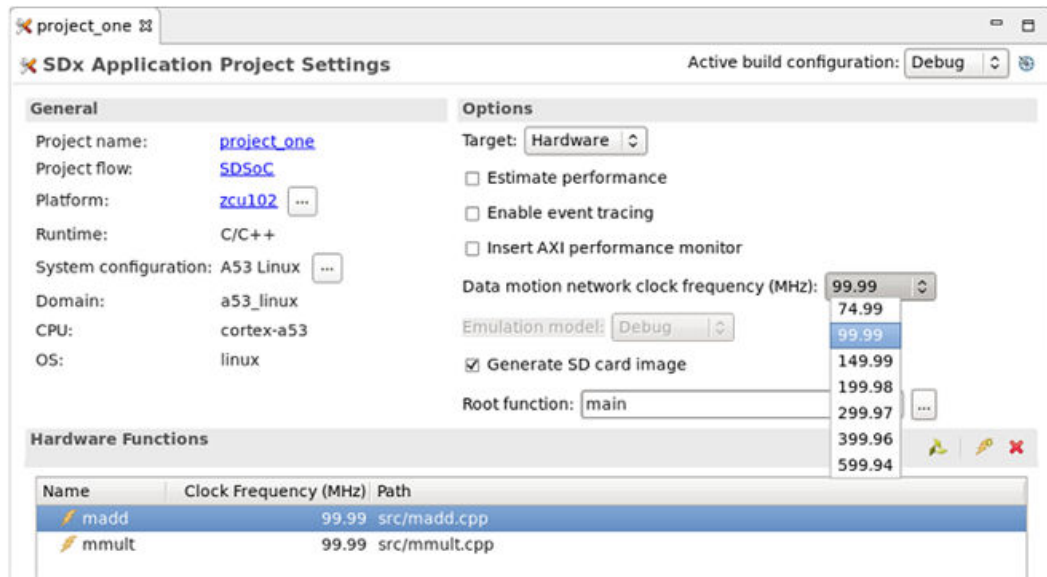 project_one
SDx Application Project Settings
Active build configuration: Debug
General
Project name: project_one
Project flow: SDSoC
Platform: zcu102 ...
Runtime: C/C++
System configuration: A53 Linux ...
Domain: a53_linux
CPU: cortex-a53
OS: linux
Options
Target: Hardware
Estimate performance
Enable event tracing
Insert AXI performance monitor
Data motion network clock frequency (MHz): 99.99
74.99
99.99
149.99
199.98
299.97
399.96
599.94
Emulation model: Debug
Generate SD card image
Root function: main ...
Hardware Functions
Name Clock Frequency (MHz) Path
madd 99.99 src/madd.cpp
mmult 99.99 src/mmult.cpp